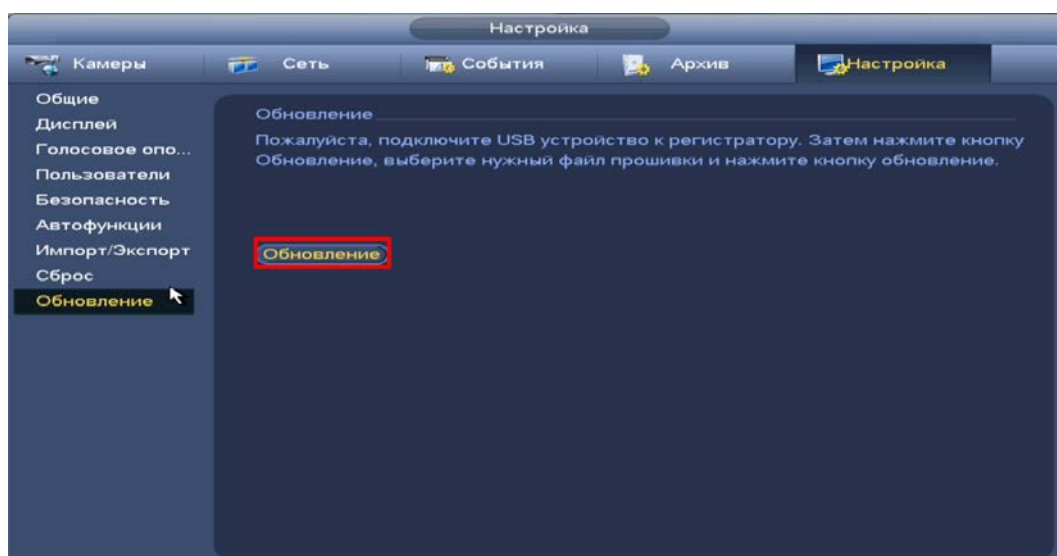 Настройка
Камеры
Сеть
События
Архив
Настройка
Общие
Дисплей
Голосовое опо...
Пользователи
Безопасность
Автофункции
Импорт/Экспорт
Сброс
Обновление
Обновление
Пожалуйста, подключите USB устройство к регистратору. Затем нажмите кнопку
Обновление, выберите нужный файл прошивки и нажмите кнопку обновление.
Обновление